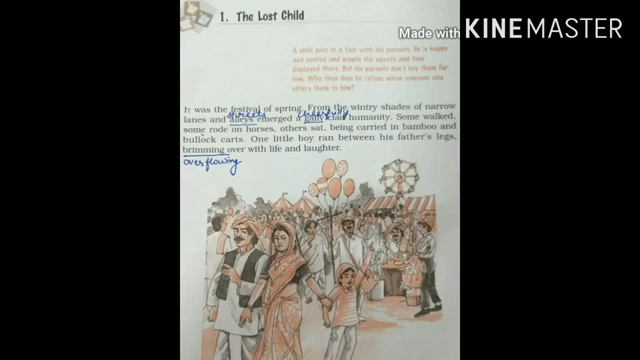 1. The Lost Child
Made with KINEMASTER
A child goes to a fair with his parents. He is happy
and excited and wants the sweets and toys
displayed there. But his parents don't buy them for
him. Why then does he refuse when someone else
offers them to him?
streets cheerfully
It was the festival of spring. From the wintry shades of narrow
lanes and alleys emerged a gaily clad humanity. Some walked,
some rode on horses, others sat, being carried in bamboo and
bullock carts. One little boy ran between his father's legs,
brimming over with life and laughter.
overflowing